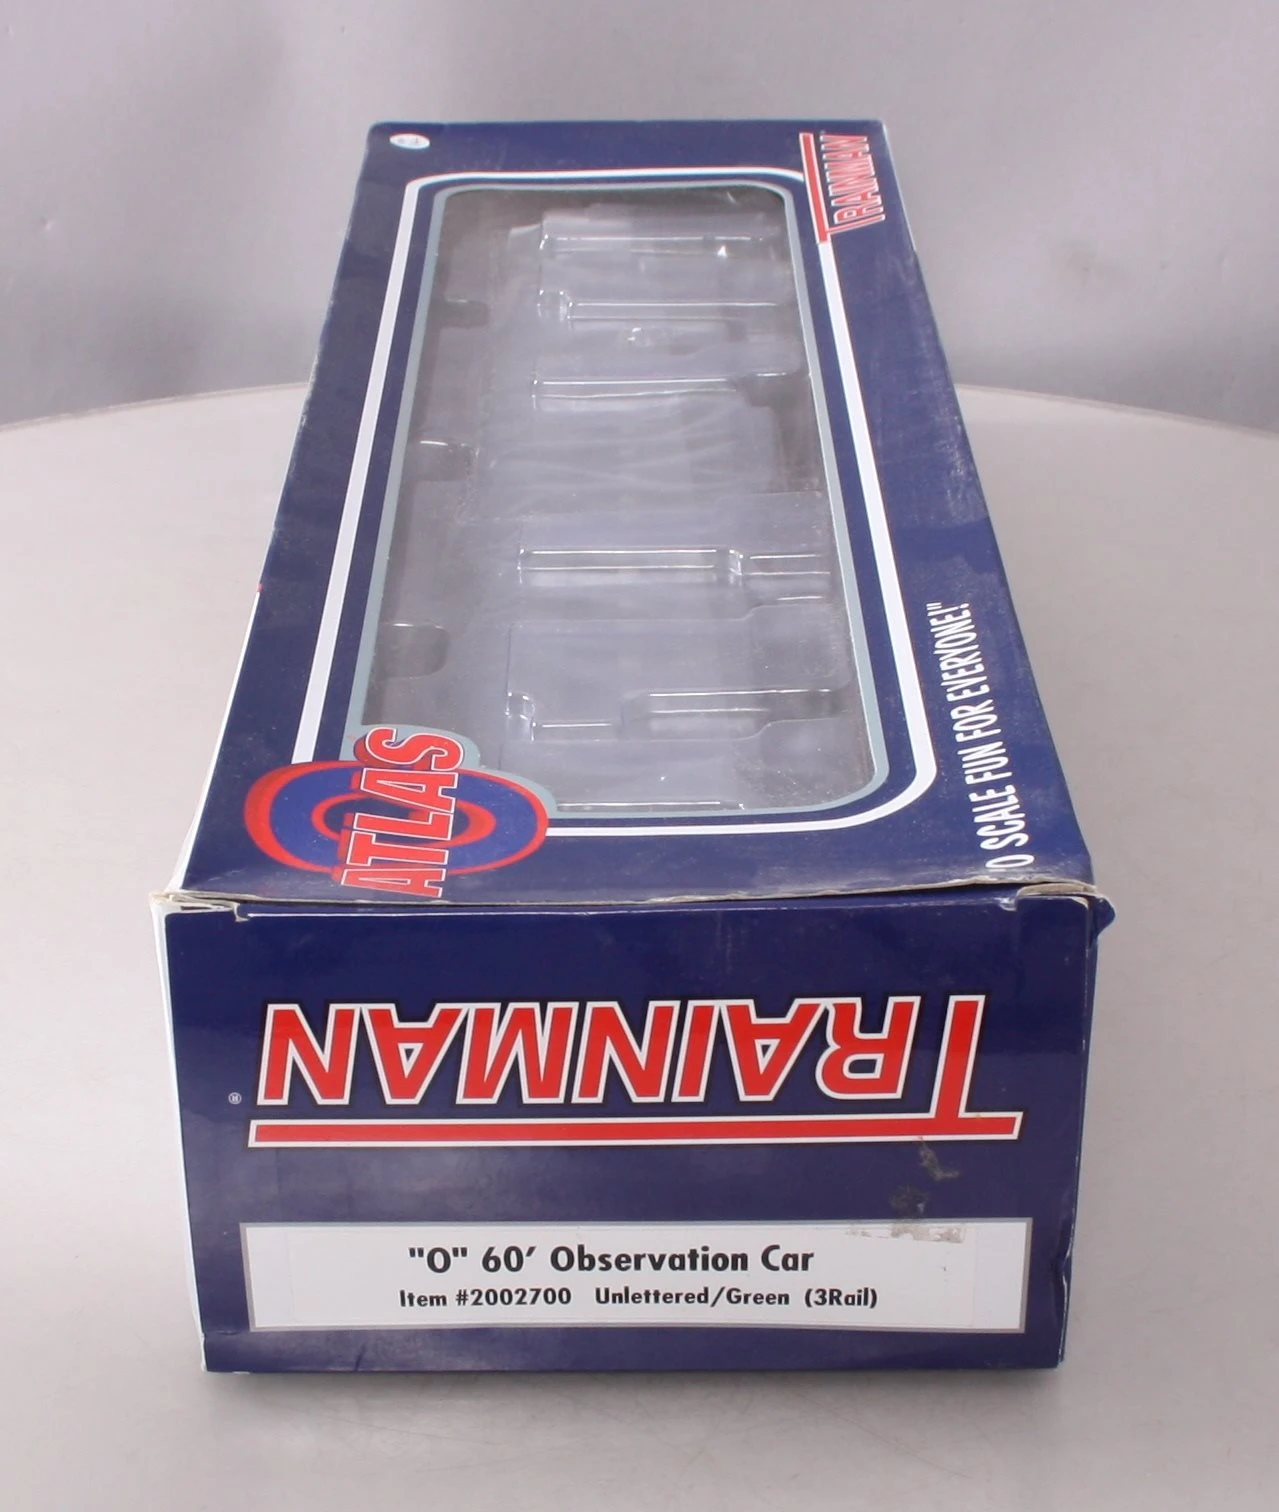 TRAINMAN
ATLAS
"O SCALE FUN FOR EVERYONE!"
TRAINMAN®
"O" 60′ Observation Car
Item #2002700 Unlettered/Green (3Rail)